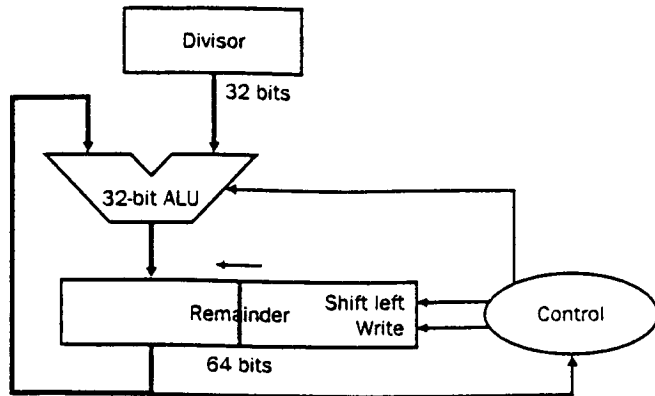 Divisor
32 bits
32-bit ALU
Remainder
Shift left
Write
Control
64 bits